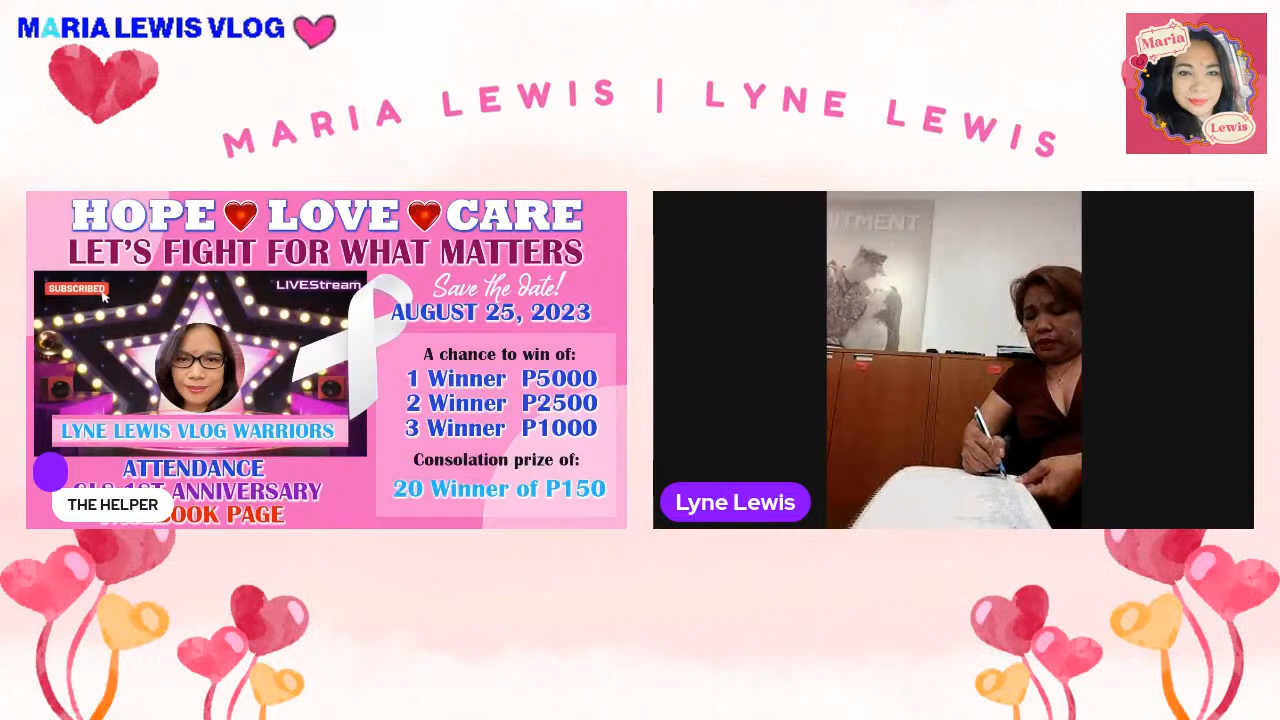 MARIA LEWIS VLOG
MARIA LEWIS | LYNE LEWIS
Maria
Lewis
HOPE LOVE CARE
LET'S FIGHT FOR WHAT MATTERS
SUBSCRIBED
LIVEStream
LYNE LEWIS VLOG WARRIORS
Save the date!
AUGUST 25, 2023
A chance to win of:
1 Winner P5000
2 Winner P2500
3 Winner P1000
Consolation prize of:
20 Winner of P150
ATTENDANCE
1ST ANNIVERSARY
PAGE
THE HELPER
ITMENT
Lyne Lewis